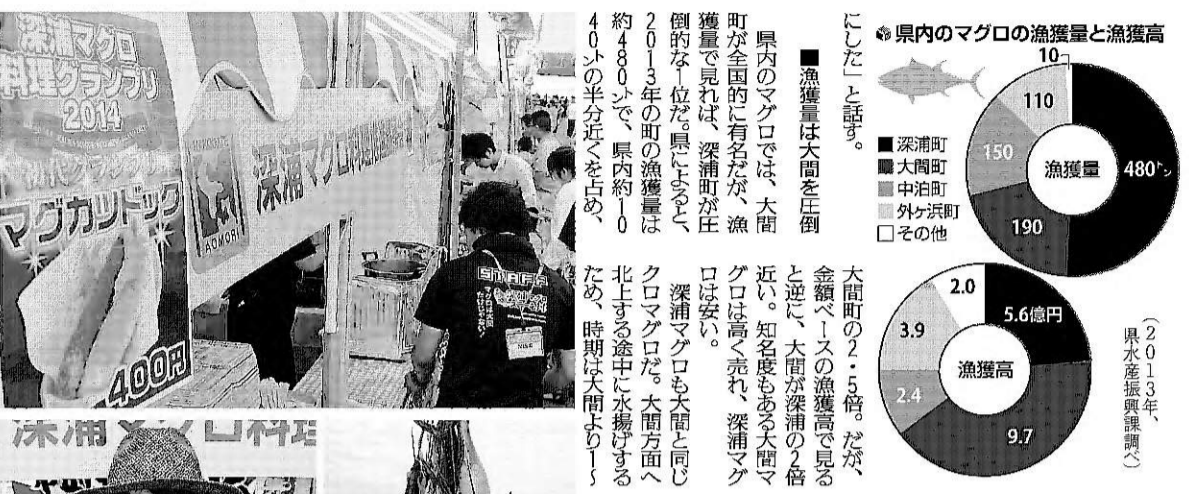 深浦マグロ
料理グランプリ
2014
マグカツドック
400円
AOMORI
深浦マグロ料理
STAFF
深浦マグロ料理
にした」と話す。
■漁獲量は大間を圧倒
県内のマグロでは、大間
町が全国的に有名だが、漁
獲量で見れば、深浦町が圧
倒的な1位だ。県によると、
2013年の町の漁獲量は
約480㌧で、県内約10
40㌧の半分近くを占め、
大間町の2・5倍。だが、
金額ベースの漁獲高で見る
と逆に、大間が深浦の2倍
近い。知名度もある大間マ
グロは高く売れ、深浦マグ
ロは安い。
深浦マグロも大間と同じ
クロマグロだ。大間方面へ
北上する途中に水揚げする
ため、時期は大間より1〜
県内のマグロの漁獲量と漁獲高
10
110
150
190
480㌧
漁獲量
深浦町
大間町
中泊町
外ヶ浜町
その他
2.0
3.9
2.4
9.7
5.6億円
漁獲高
(2013年、
県水産振興課調べ)